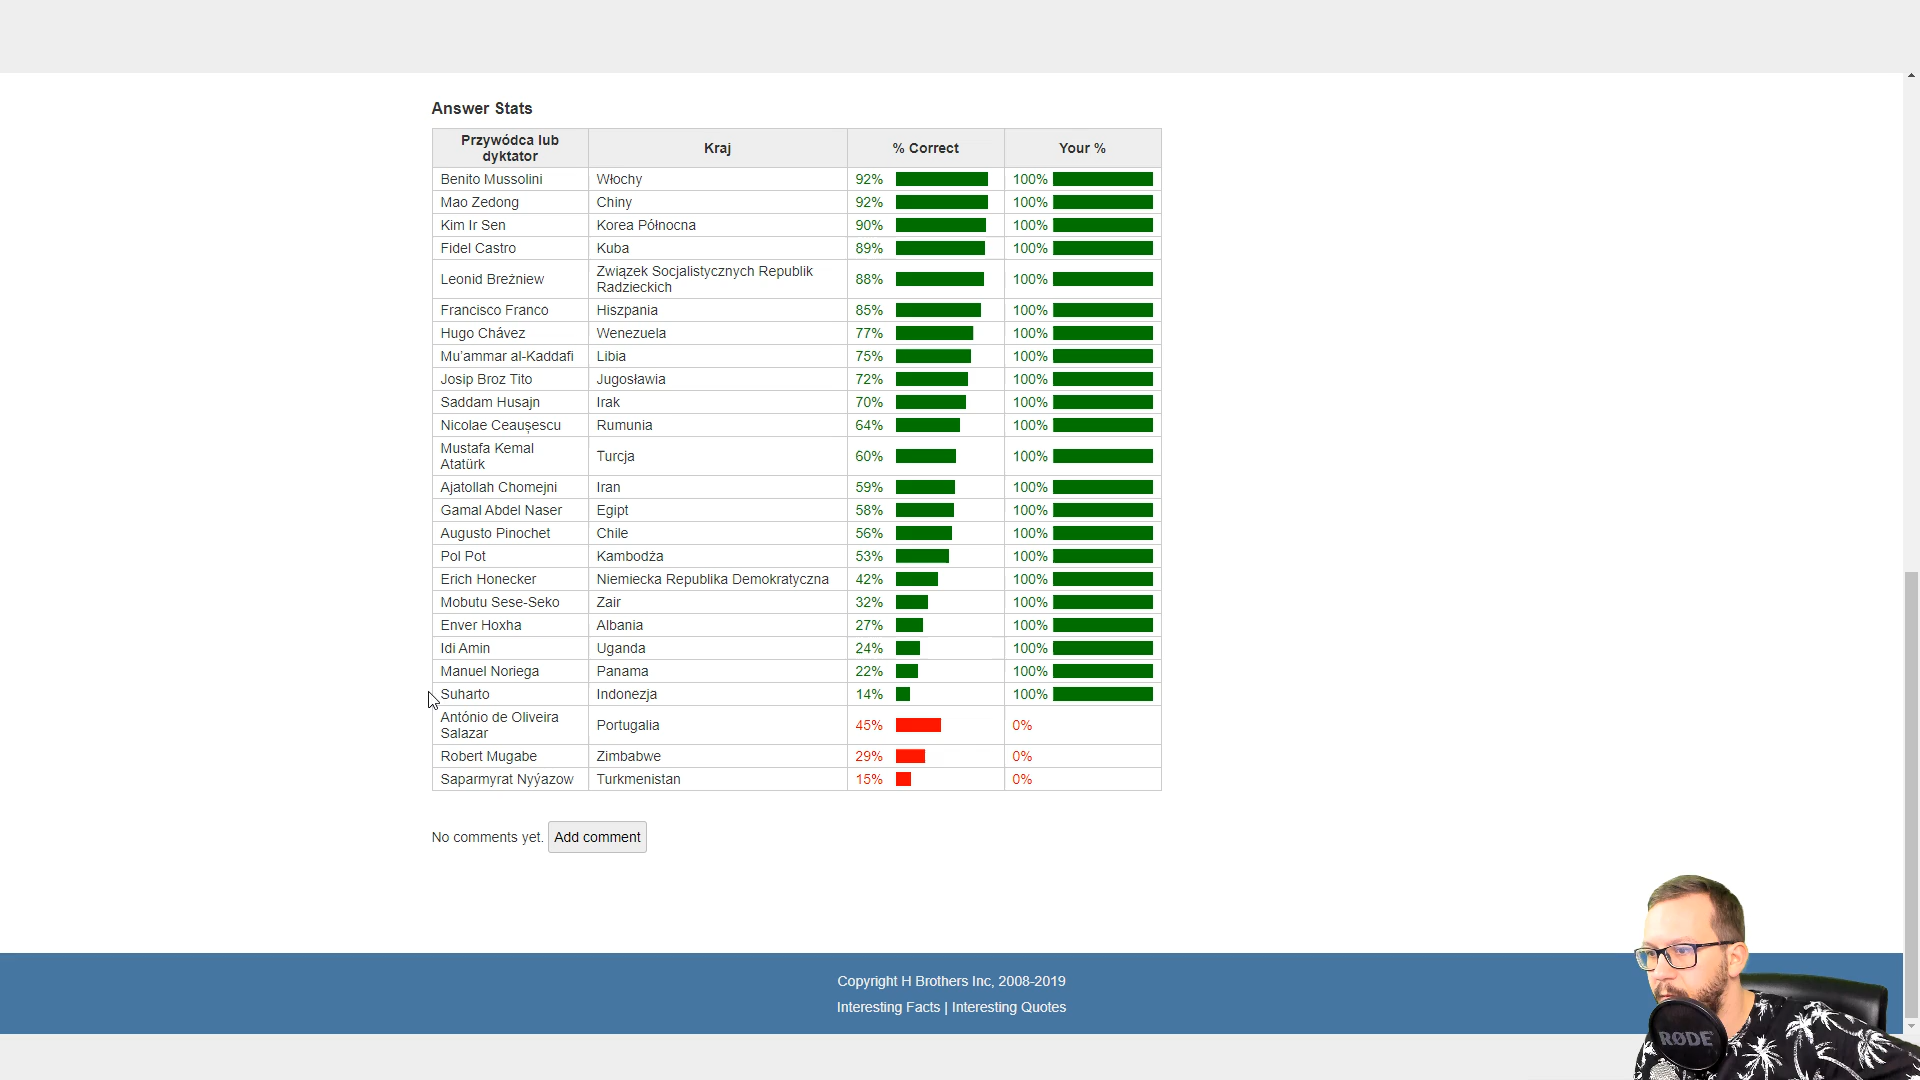 Answer Stats
Przywódca lub
dyktator
Kraj
% Correct
Your %
Benito Mussolini Włochy 92% 100%
Mao Zedong Chiny 92% 100%
Kim Ir Sen Korea Północna 90% 100%
Fidel Castro Kuba 89% 100%
Leonid Breżniew Związek Socjalistycznych Republik
Radzieckich 88% 100%
Francisco Franco Hiszpania 85% 100%
Hugo Chávez Wenezuela 77% 100%
Mu'ammar al-Kaddafi Libia 75% 100%
Josip Broz Tito Jugosławia 72% 100%
Saddam Husajn Irak 70% 100%
Nicolae Ceaușescu Rumunia 64% 100%
Mustafa Kemal
Atatürk Turcja 60% 100%
Ajatollah Chomejni Iran 59% 100%
Gamal Abdel Naser Egipt 58% 100%
Augusto Pinochet Chile 56% 100%
Pol Pot Kambodża 53% 100%
Erich Honecker Niemiecka Republika Demokratyczna 42% 100%
Mobutu Sese-Seko Zair 32% 100%
Enver Hoxha Albania 27% 100%
Idi Amin Uganda 24% 100%
Manuel Noriega Panama 22% 100%
Suharto Indonezja 14% 100%
António de Oliveira
Salazar Portugalia 45% 0%
Robert Mugabe Zimbabwe 29% 0%
Saparmyrat Nyýazow Turkmenistan 15% 0%
No comments yet. Add comment
Copyright H Brothers Inc, 2008-2019
Interesting Facts | Interesting Quotes
RØDE